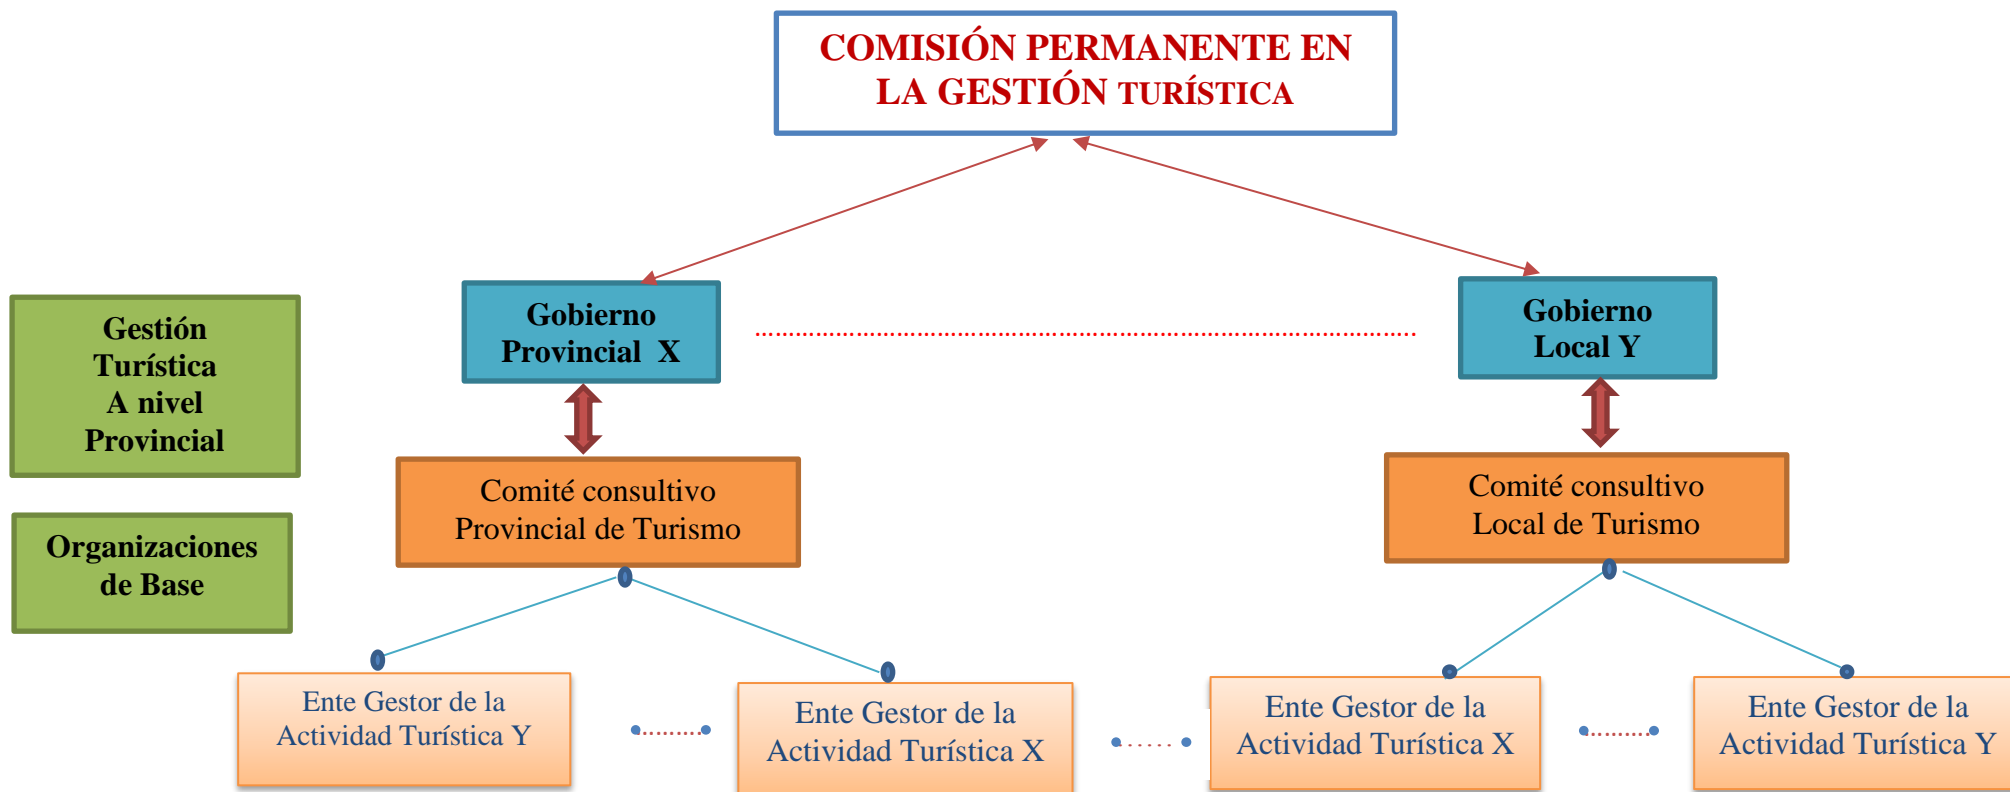 COMISIÓN PERMANENTE EN
LA GESTIÓN TURÍSTICA
Gestión
Turística
A nivel
Provincial
Gobierno
Provincial X
Gobierno
Local Y
Organizaciones
de Base
Comité consultivo
Provincial de Turismo
Comité consultivo
Local de Turismo
Ente Gestor de la
Actividad Turística Y
Ente Gestor de la
Actividad Turística X
Ente Gestor de la
Actividad Turística X
Ente Gestor de la
Actividad Turística Y